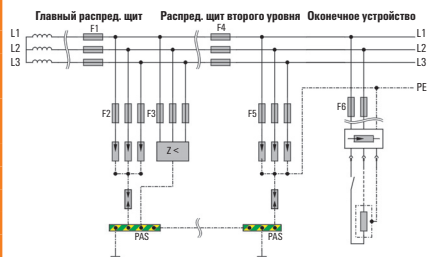 Главный распред. щит Распред. щит второго уровня Оконечное устройство
F1 F4
L1 L1
L2 L2
L3 L3
PE
F2 F3 F5 F6
Z <
PAS PAS